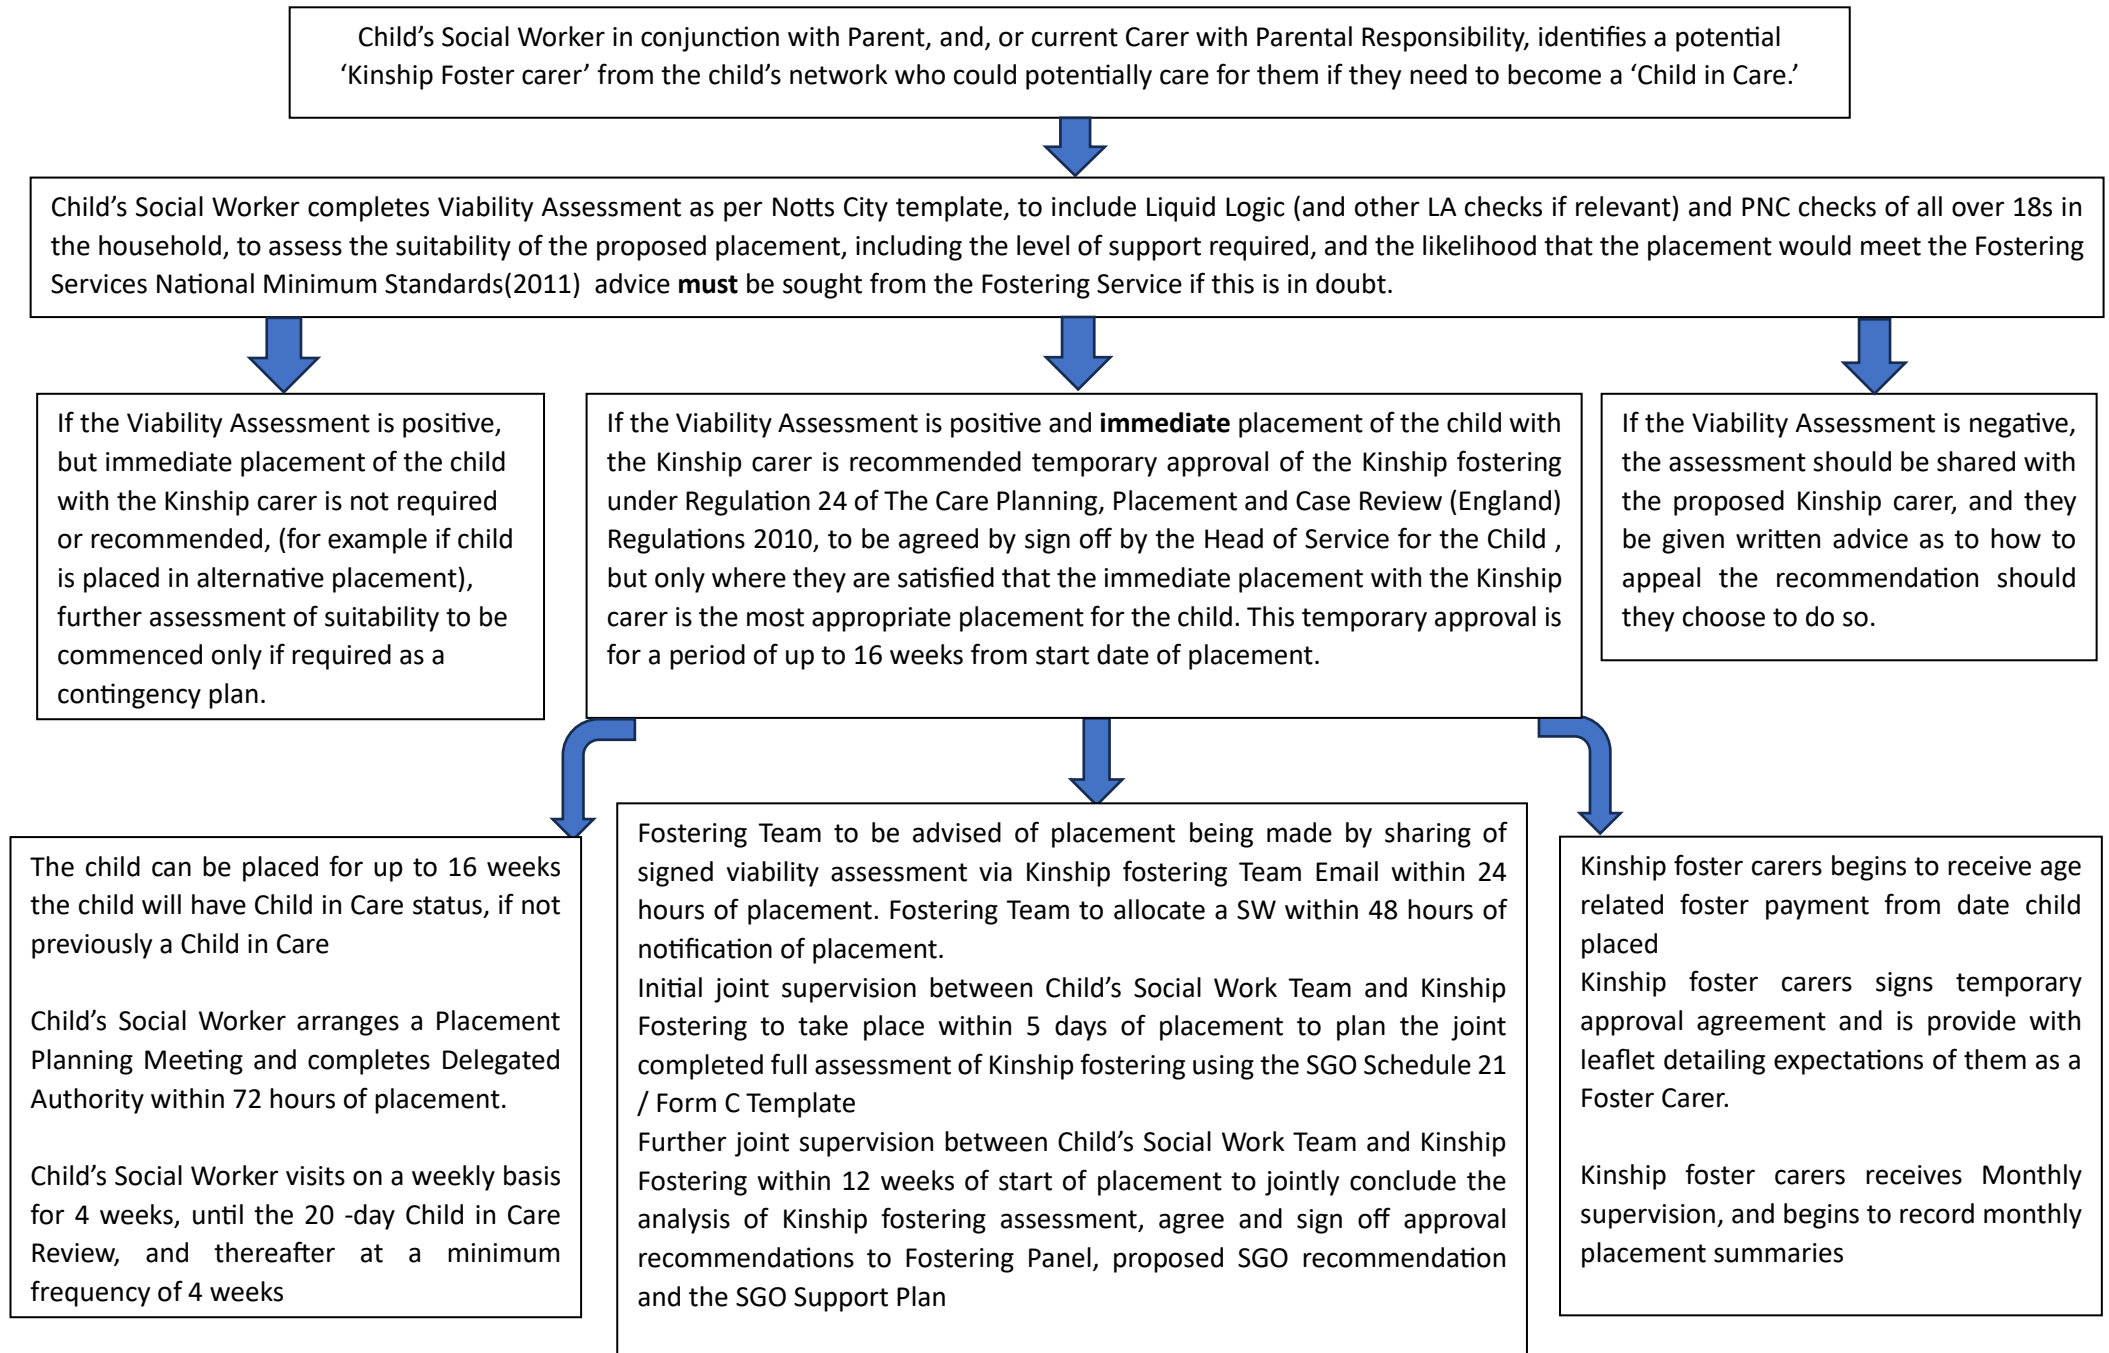 Child’s Social Worker in conjunction with Parent, and, or current Carer with Parental Responsibility, identifies a potential
‘Kinship Foster carer’ from the child’s network who could potentially care for them if they need to become a ‘Child in Care.’
Child’s Social Worker completes Viability Assessment as per Notts City template, to include Liquid Logic (and other LA checks if relevant) and PNC checks of all over 18s in
the household, to assess the suitability of the proposed placement, including the level of support required, and the likelihood that the placement would meet the Fostering
Services National Minimum Standards(2011) advice must be sought from the Fostering Service if this is in doubt.
If the Viability Assessment is positive,
but immediate placement of the child
with the Kinship carer is not required
or recommended, (for example if child
is placed in alternative placement),
further assessment of suitability to be
commenced only if required as a
contingency plan.
If the Viability Assessment is positive and immediate placement of the child with
the Kinship carer is recommended temporary approval of the Kinship fostering
under Regulation 24 of The Care Planning, Placement and Case Review (England)
Regulations 2010, to be agreed by sign off by the Head of Service for the Child ,
but only where they are satisfied that the immediate placement with the Kinship
carer is the most appropriate placement for the child. This temporary approval is
for a period of up to 16 weeks from start date of placement.
If the Viability Assessment is negative,
the assessment should be shared with
the proposed Kinship carer, and they
be given written advice as to how to
appeal the recommendation should
they choose to do so.
The child can be placed for up to 16 weeks
the child will have Child in Care status, if not
previously a Child in Care
Child’s Social Worker arranges a Placement
Planning Meeting and completes Delegated
Authority within 72 hours of placement.
Child’s Social Worker visits on a weekly basis
for 4 weeks, until the 20 -day Child in Care
Review, and thereafter at a minimum
frequency of 4 weeks
Fostering Team to be advised of placement being made by sharing of
signed viability assessment via Kinship fostering Team Email within 24
hours of placement. Fostering Team to allocate a SW within 48 hours of
notification of placement.
Initial joint supervision between Child’s Social Work Team and Kinship
Fostering to take place within 5 days of placement to plan the joint
completed full assessment of Kinship fostering using the SGO Schedule 21
/ Form C Template
Further joint supervision between Child’s Social Work Team and Kinship
Fostering within 12 weeks of start of placement to jointly conclude the
analysis of Kinship fostering assessment, agree and sign off approval
recommendations to Fostering Panel, proposed SGO recommendation
and the SGO Support Plan
Kinship foster carers begins to receive age
related foster payment from date child
placed
Kinship foster carers signs temporary
approval agreement and is provide with
leaflet detailing expectations of them as a
Foster Carer.
Kinship foster carers receives Monthly
supervision, and begins to record monthly
placement summaries